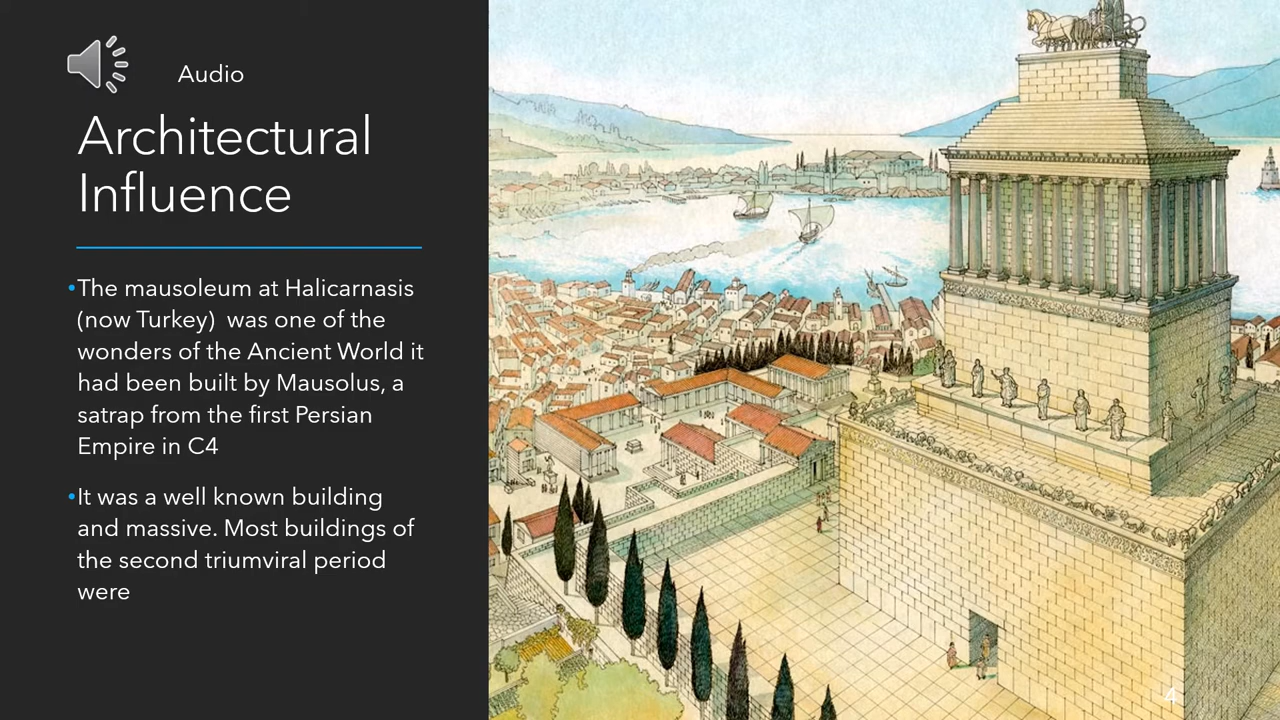 Audio
Architectural
Influence
•The mausoleum at Halicarnasis
(now Turkey)  was one of the
wonders of the Ancient World it
had been built by Mausolus, a
satrap from the first Persian
Empire in C4
•It was a well known building
and massive. Most buildings of
the second triumviral period
were
4